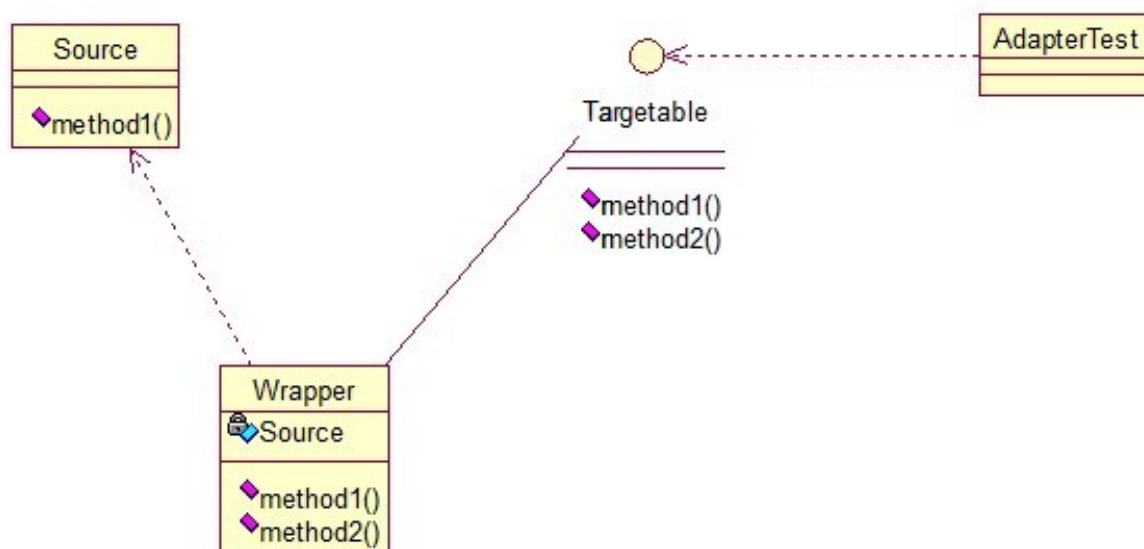 Source
method1()
Targetable
method1()
method2()
AdapterTest
Wrapper
Source
method1()
method2()